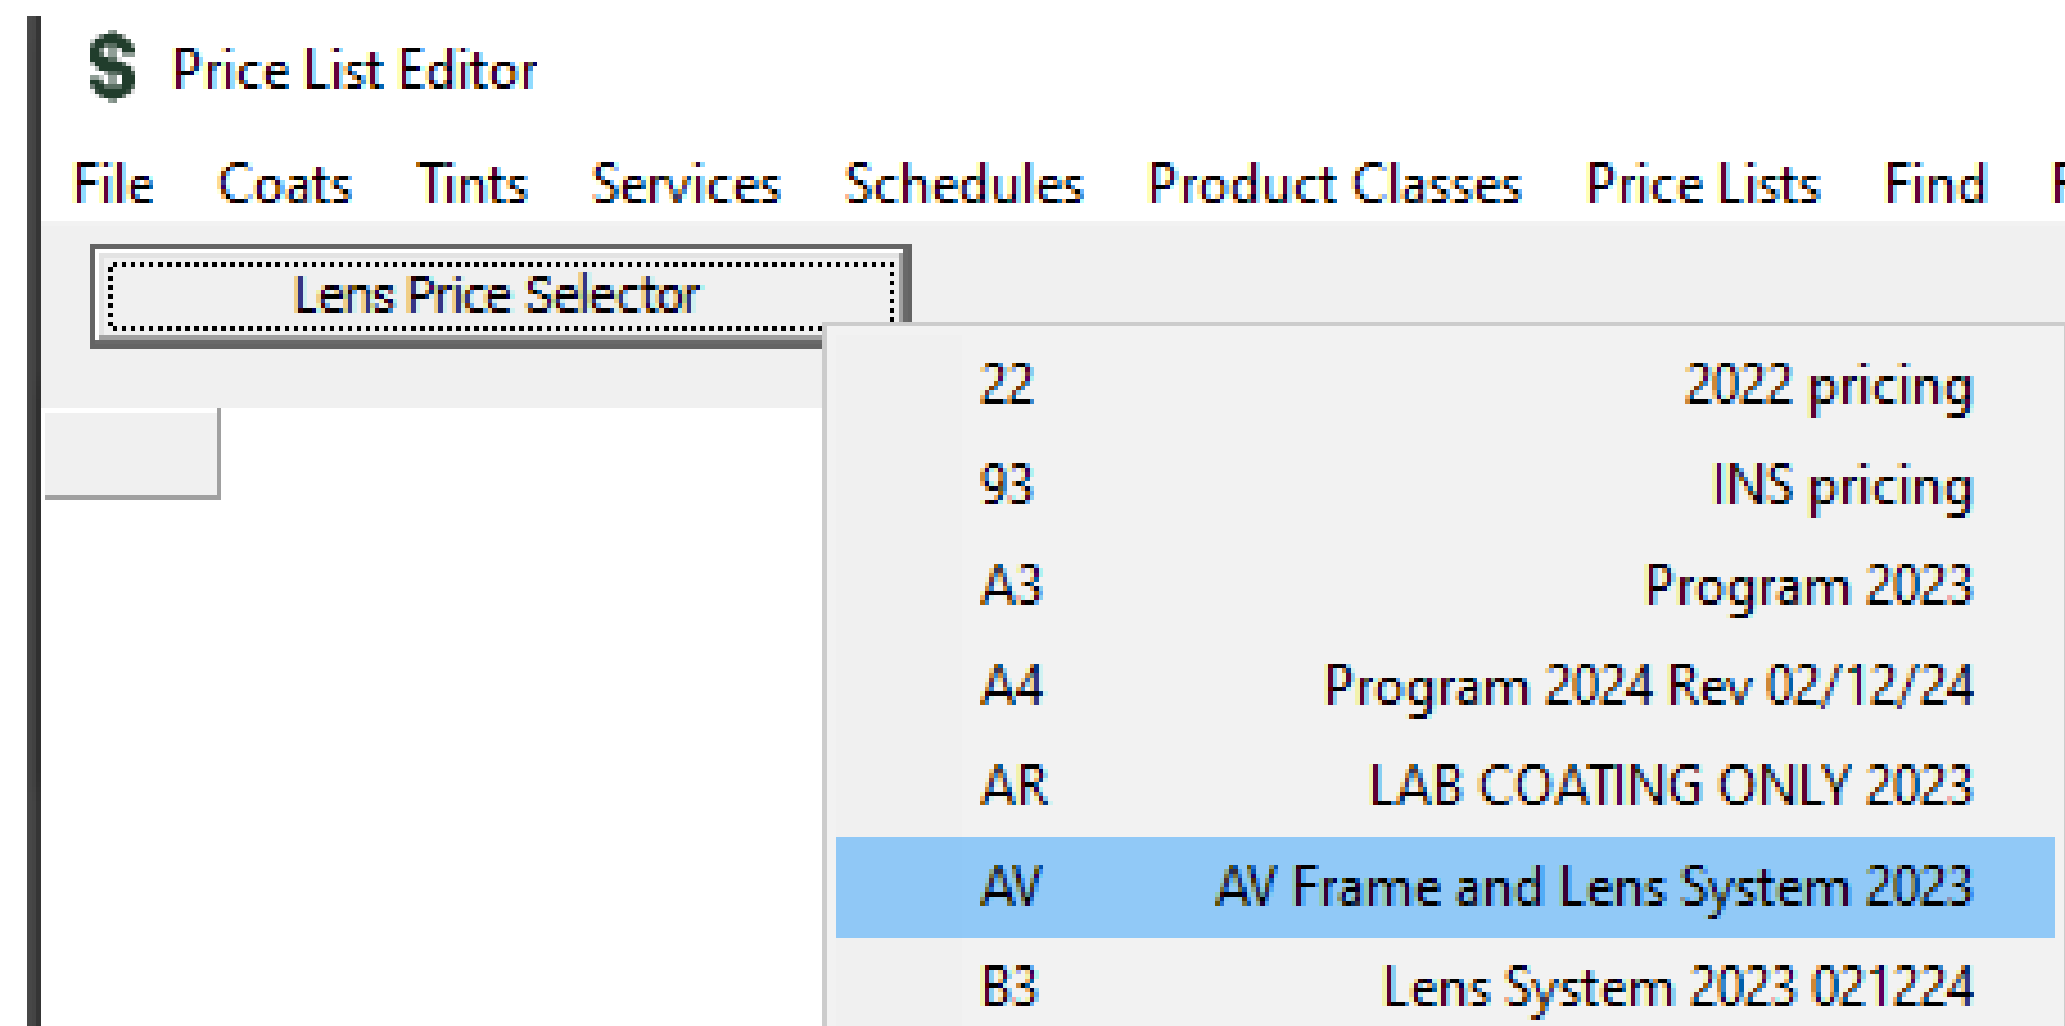 Price List Editor
File Coats Tints Services Schedules Product Classes Price Lists Find
Lens Price Selector
22 2022 pricing
93 INS pricing
A3 Program 2023
A4 Program 2024 Rev 02/12/24
AR LAB COATING ONLY 2023
AV AV Frame and Lens System 2023
B3 Lens System 2023 021224